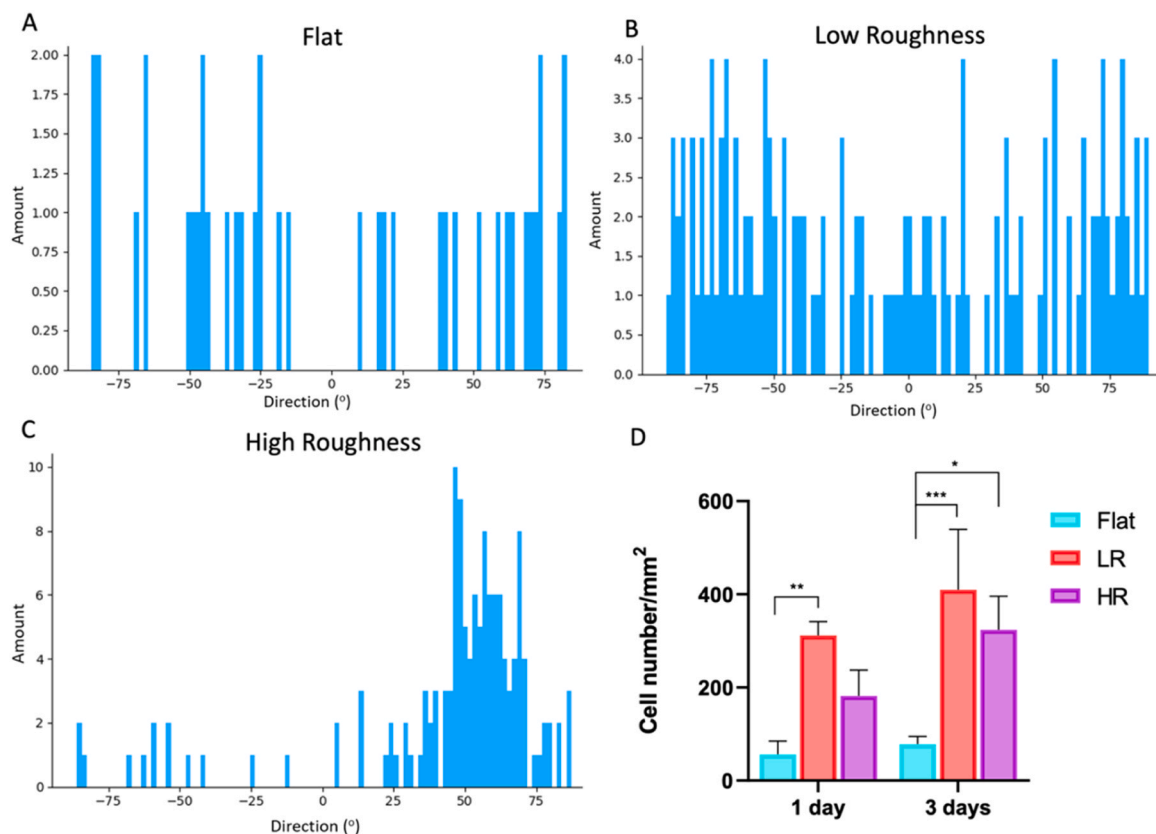 A
Flat
2.00
1.75
1.50
1.25
1.00
0.75
0.50
0.25
0.00
Amount
−75
−50
−25
0
25
50
75
Direction (º)
B
Low Roughness
4.0
3.5
3.0
2.5
2.0
1.5
1.0
0.5
0.0
Amount
−75
−50
−25
0
25
50
75
Direction (º)
C
High Roughness
10
8
6
4
2
0
Amount
−75
−50
−25
0
25
50
75
Direction (º)
D
600
400
200
0
Cell number/mm²
**
***
*
1 day
3 days
Flat
LR
HR